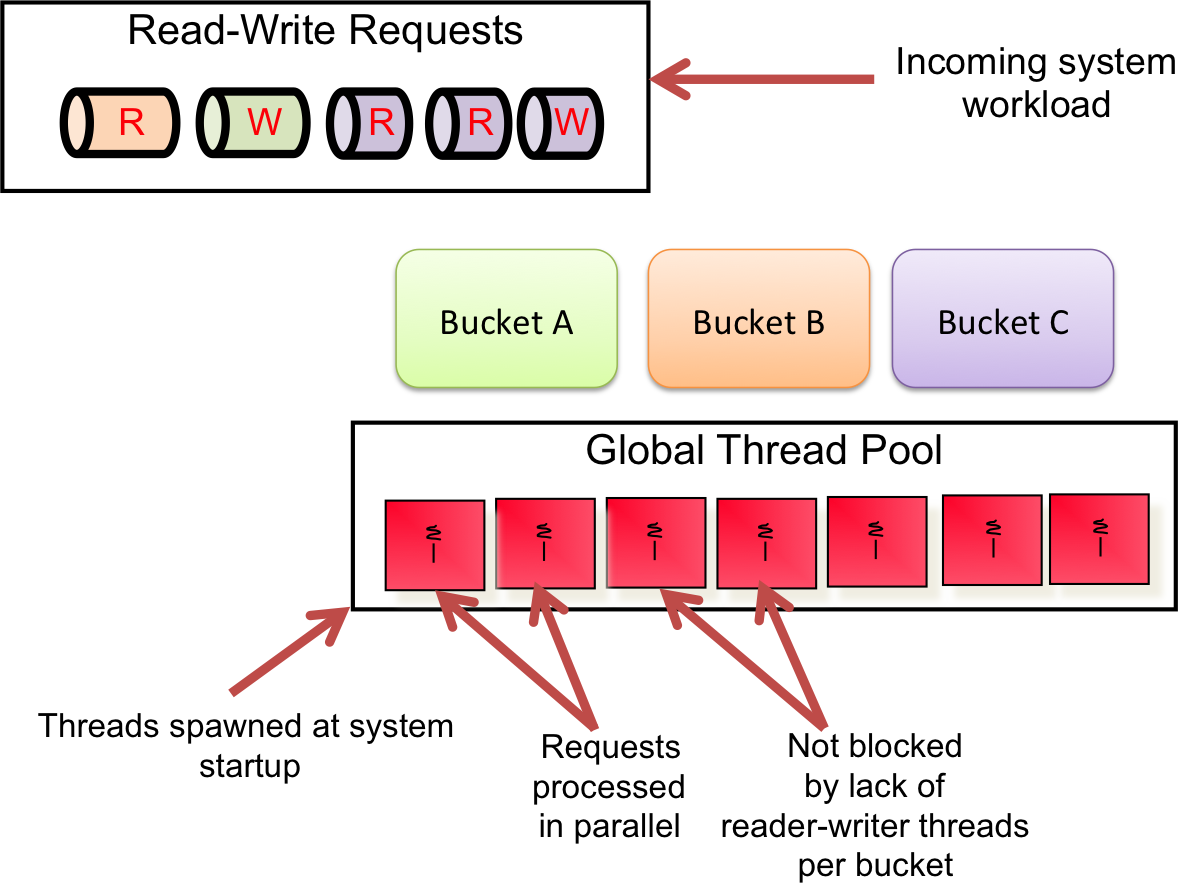 Read-Write Requests
R W R R W
Incoming system
workload
Bucket A
Bucket B
Bucket C
Global Thread Pool
Threads spawned at system
startup
Requests
processed
in parallel
Not blocked
by lack of
reader-writer threads
per bucket